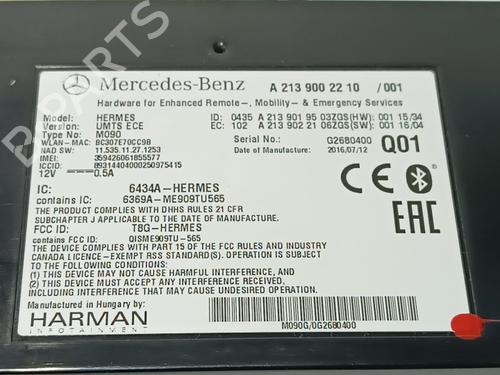 Mercedes-Benz A 213 900 22 10 /001
Hardware for Enhanced Remote-, Mobility- & Emergency Services
Model: HERMES ID: 0435 A 213 901 95 03ZGS(HW): 001 15/34
Version: UMTS ECE EC: 102 A 213 902 21 06ZGS(SW): 001 16/04
Type: M090 Serial No.: G2680400
WLAN-MAC: BC307E70CC9B 2016/07/12 Q01
NAD SW: 11.535.11.27.1253
IMEI: 359426061855577
ICCID: 89314404000250975415
12V 0.5A
IC: 6434A-HERMES
contains IC: 6369A-ME909TU565
THE PRODUCT COMPLIES WITH DHHS RULES 21 CFR
SUBCHAPTER J APPLICABLE TO THE DATE OF MANUFACTURE.
FCC ID: T8G-HERMES
contains FCC ID: QISME909TU-565
THE DEVICE COMPLIES WITH PART 15 OF THE FCC RULES AND INDUSTRY
CANADA LICENCE-EXEMPT RSS STANDARD(S). OPERATION IS SUBJECT
TO THE FOLLOWING TWO CONDITIONS:
(1) THIS DEVICE MAY NOT CAUSE HARMFUL INTERFERENCE, AND
(2) THIS DEVICE MUST ACCEPT ANY INTERFERENCE RECEIVED,
INCLUDING INTERFERENCE THAT MAY CAUSE UNDESIRED OPERATION.
CE
EAC
Manufactured in Hungary by:
HARMAN
INFOTAINMENT
M090G/0G2680400
B-PARTS